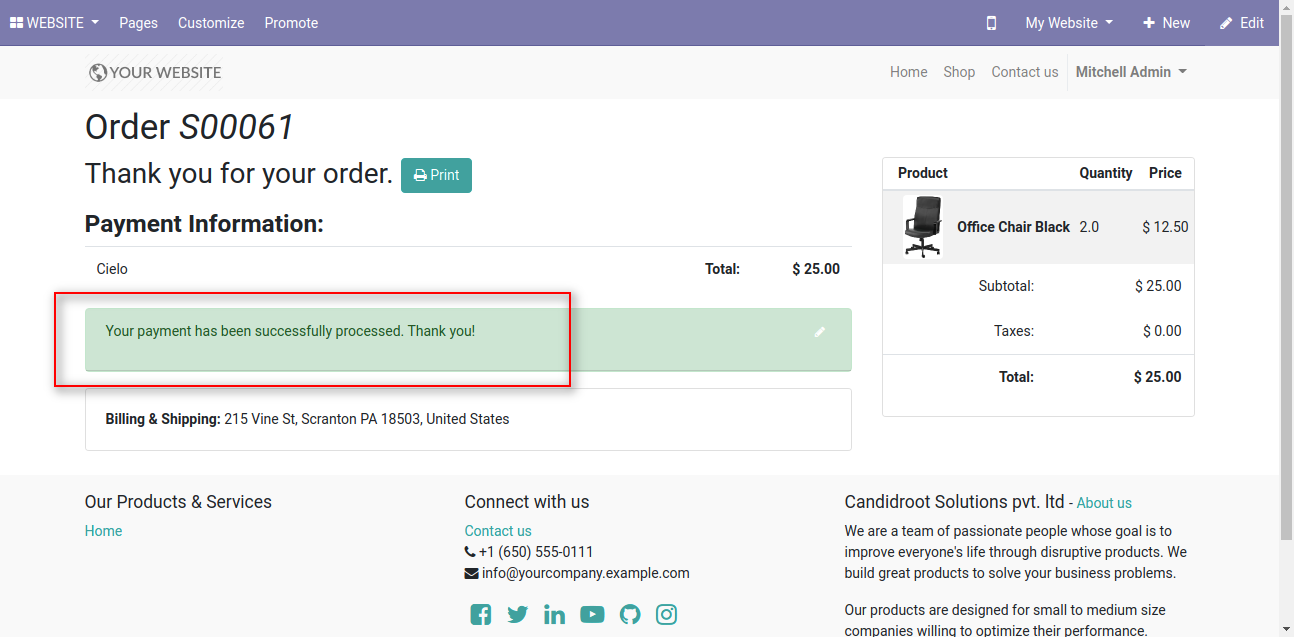 WEBSITE Pages Customize Promote My Website New Edit
YOUR WEBSITE Home Shop Contact us Mitchell Admin
Order S00061
Thank you for your order. Print
Payment Information:
Cielo Total: $ 25.00
Your payment has been successfully processed. Thank you!
Billing & Shipping: 215 Vine St, Scranton PA 18503, United States
Product Quantity Price
Office Chair Black 2.0 $ 12.50
Subtotal: $ 25.00
Taxes: $ 0.00
Total: $ 25.00
Our Products & Services
Home
Connect with us
Contact us
+1 (650) 555-0111
info@yourcompany.example.com
Candidroot Solutions pvt. ltd - About us
We are a team of passionate people whose goal is to
improve everyone's life through disruptive products. We
build great products to solve your business problems.
Our products are designed for small to medium size
companies willing to optimize their performance.